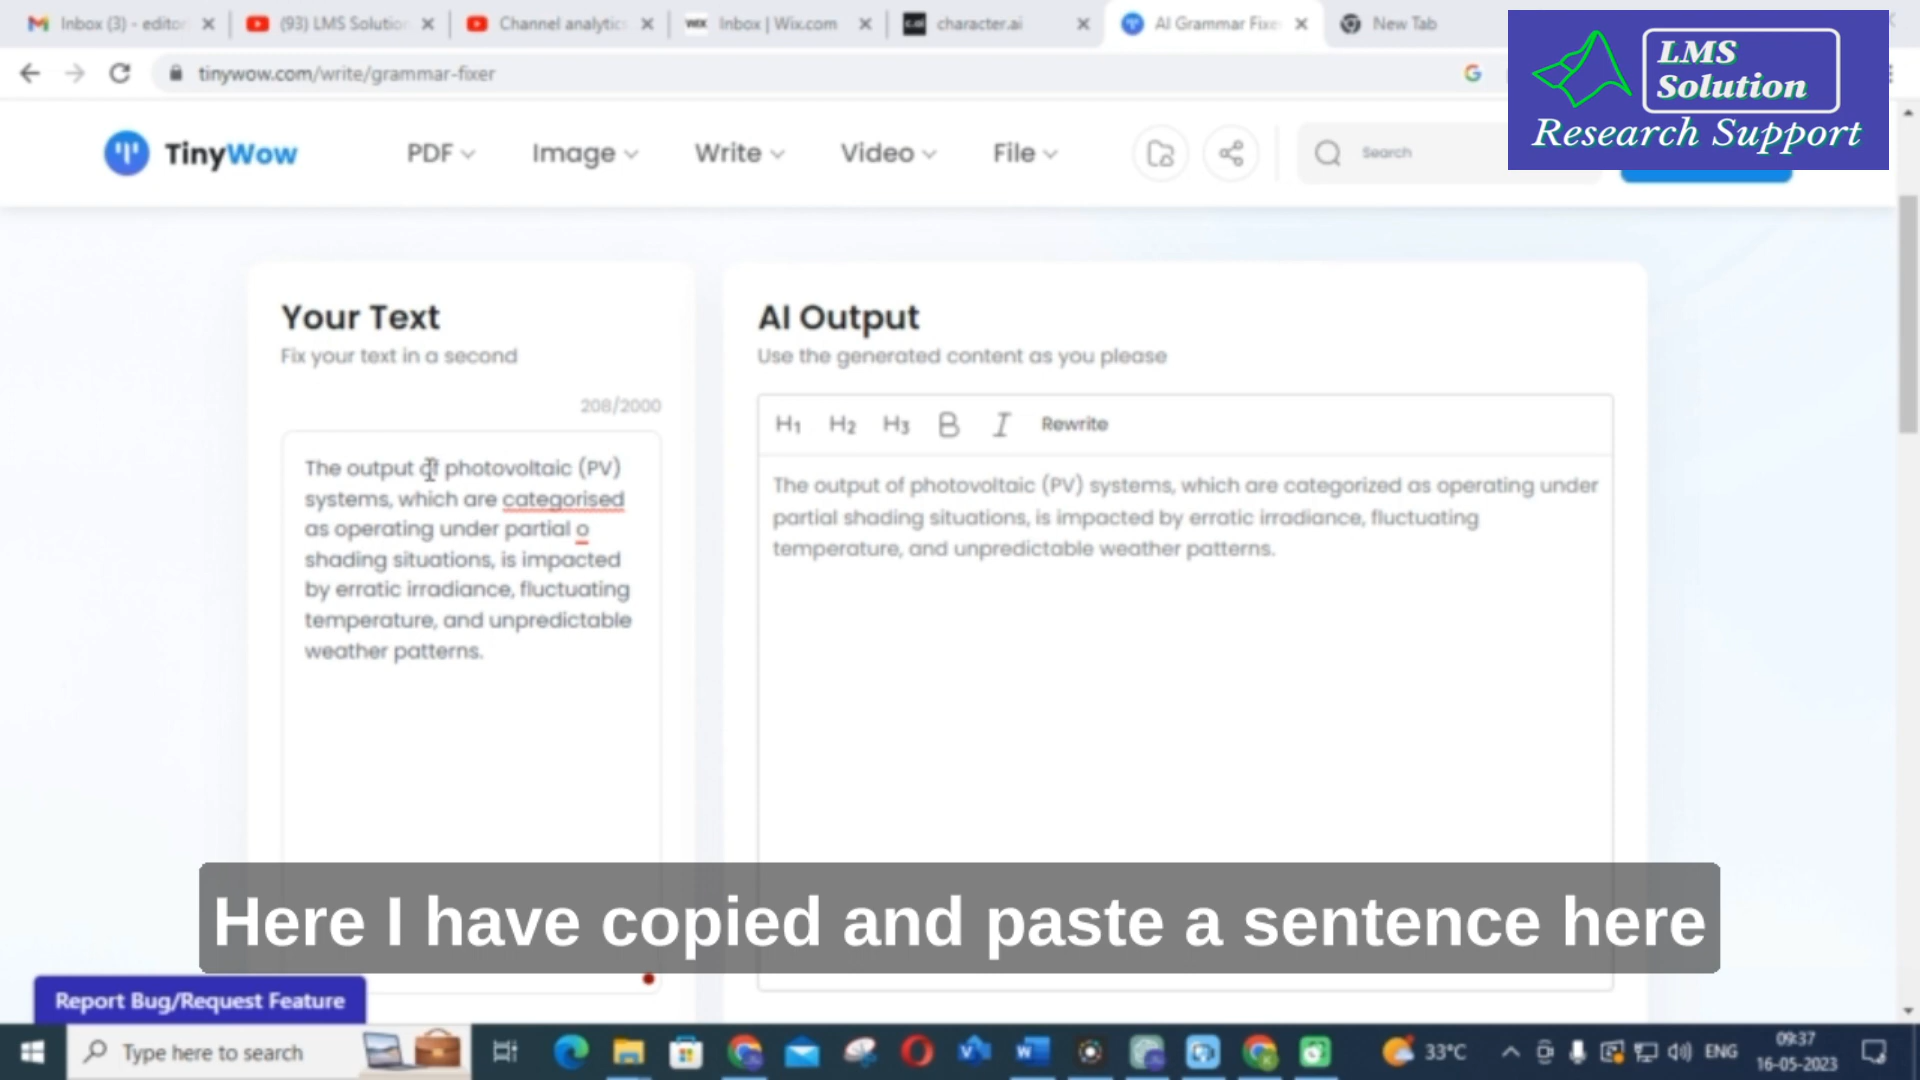 Inbox (3) - editor
(93) LMS Solution
Channel analytics
WIX
Inbox | Wix.com
c.ai
character.ai
AI Grammar Fixe
New Tab
tinywow.com/write/grammar-fixer
LMS
Solution
Research Support
TinyWow
PDF
Image
Write
Video
File
Search
Your Text
Fix your text in a second
208/2000
The output of photovoltaic (PV)
systems, which are categorised
as operating under partial o
shading situations, is impacted
by erratic irradiance, fluctuating
temperature, and unpredictable
weather patterns.
AI Output
Use the generated content as you please
H1 H2 H3 B I Rewrite
The output of photovoltaic (PV) systems, which are categorized as operating under
partial shading situations, is impacted by erratic irradiance, fluctuating
temperature, and unpredictable weather patterns.
Here I have copied and paste a sentence here
Report Bug/Request Feature
Type here to search
33°C
ENG
09:37
16-05-2023